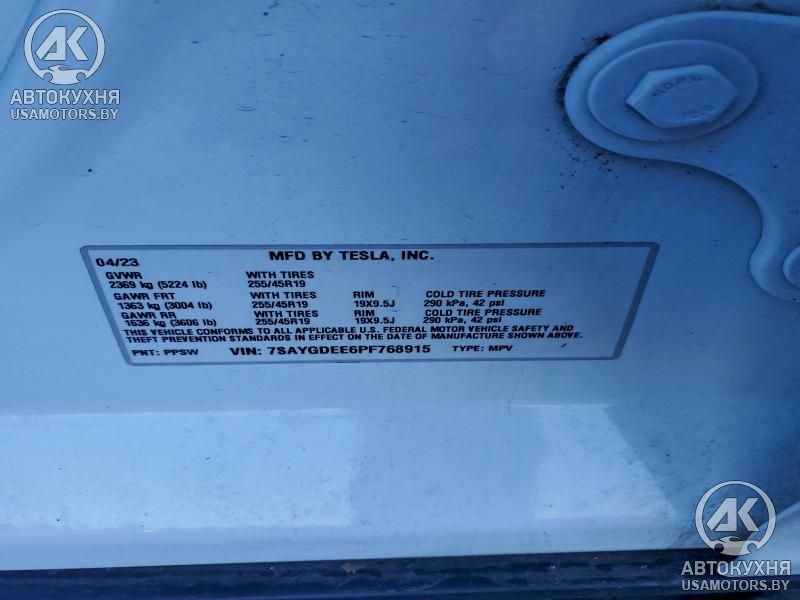 AK
АВТОКУХНЯ
USAMOTORS.BY
04/23 MFD BY TESLA, INC.
GVWR WITH TIRES
2369 kg (5224 lb) 255/45R19
GAWR FRT WITH TIRES RIM COLD TIRE PRESSURE
1363 kg (3004 lb) 255/45R19 19X9.5J 290 kPa, 42 psi
GAWR RR WITH TIRES RIM COLD TIRE PRESSURE
1636 kg (3606 lb) 255/45R19 19X9.5J 290 kPa, 42 psi
THIS VEHICLE CONFORMS TO ALL APPLICABLE U.S. FEDERAL MOTOR VEHICLE SAFETY AND
THEFT PREVENTION STANDARDS IN EFFECT ON THE DATE OF MANUFACTURE SHOWN ABOVE.
PNT: PPSW VIN: 7SAYGDEE6PF768915 TYPE: MPV
AK
АВТОКУХНЯ
USAMOTORS.BY